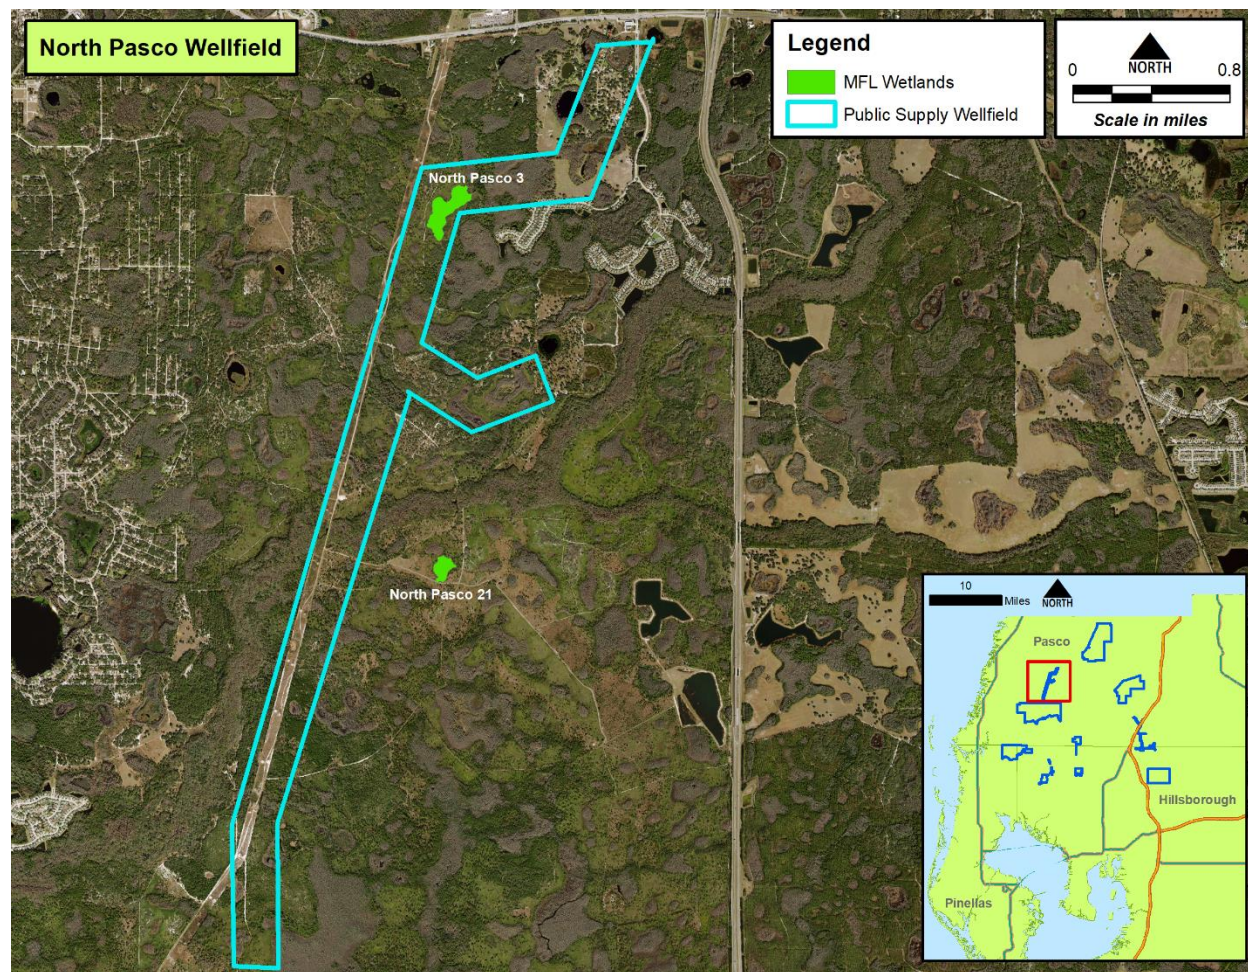 North Pasco Wellfield
Legend
MFL Wetlands
Public Supply Wellfield
NORTH
0 0.8
Scale in miles
North Pasco 3
North Pasco 21
10
Miles
NORTH
Pasco
Hillsborough
Pinellas